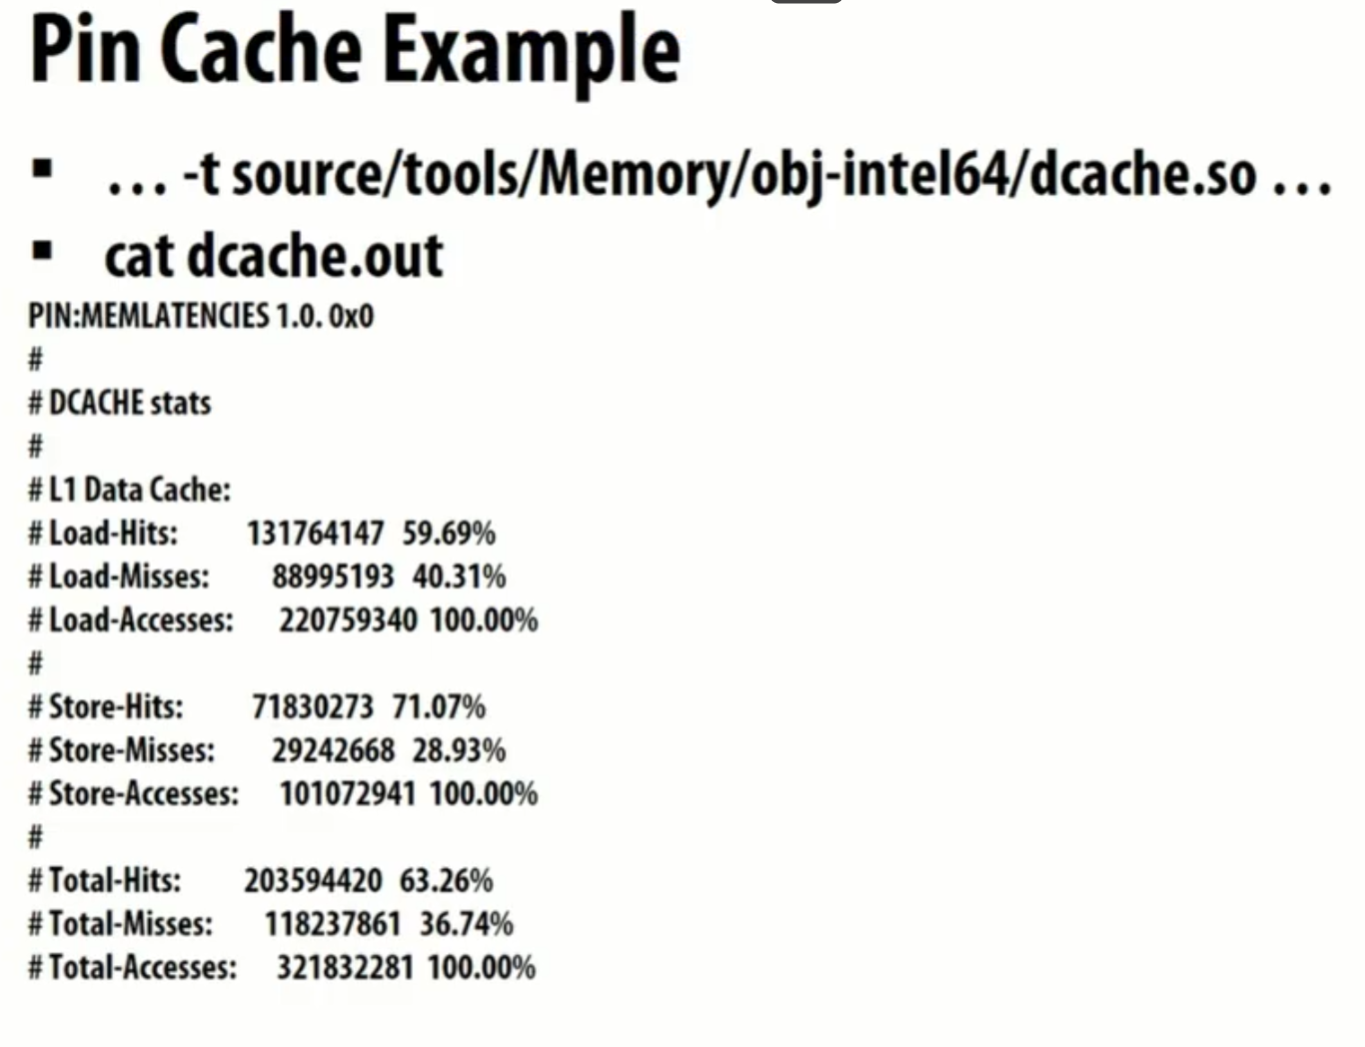 Pin Cache Example
▪ … -t source/tools/Memory/obj-intel64/dcache.so …
▪ cat dcache.out
PIN:MEMLATENCIES 1.0. 0x0
#
# DCACHE stats
#
# L1 Data Cache:
# Load-Hits: 131764147 59.69%
# Load-Misses: 88995193 40.31%
# Load-Accesses: 220759340 100.00%
#
# Store-Hits: 71830273 71.07%
# Store-Misses: 29242668 28.93%
# Store-Accesses: 101072941 100.00%
#
# Total-Hits: 203594420 63.26%
# Total-Misses: 118237861 36.74%
# Total-Accesses: 321832281 100.00%